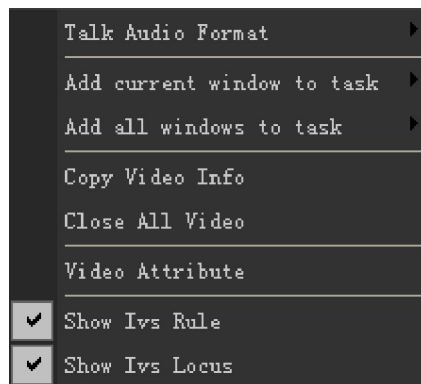 Talk Audio Format
Add current window to task
Add all windows to task
Copy Video Info
Close All Video
Video Attribute
Show Ivs Rule
Show Ivs Locus